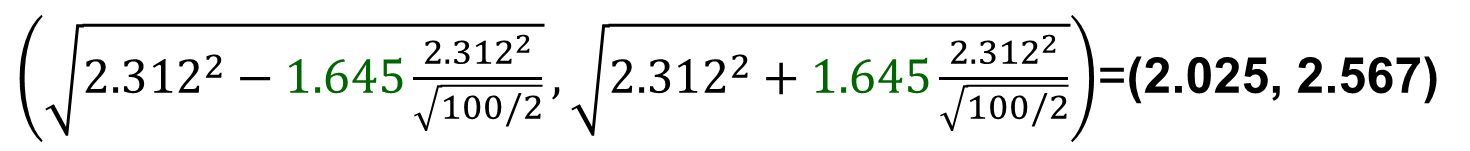 (√(2.312² − 1.645 2.312²/√(100/2)), √(2.312² + 1.645 2.312²/√(100/2)))=(2.025, 2.567)